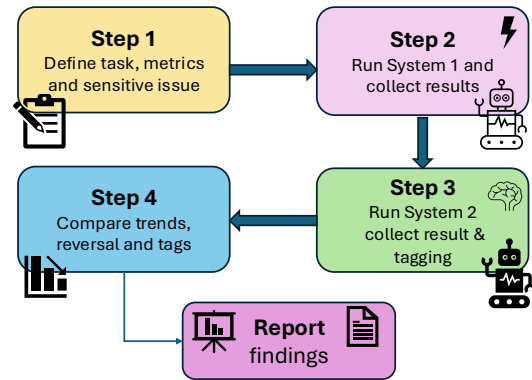 Step 1
Define task, metrics
and sensitive issue
Step 2
Run System 1 and
collect results
Step 3
Run System 2
collect result &
tagging
Step 4
Compare trends,
reversal and tags
Report
findings